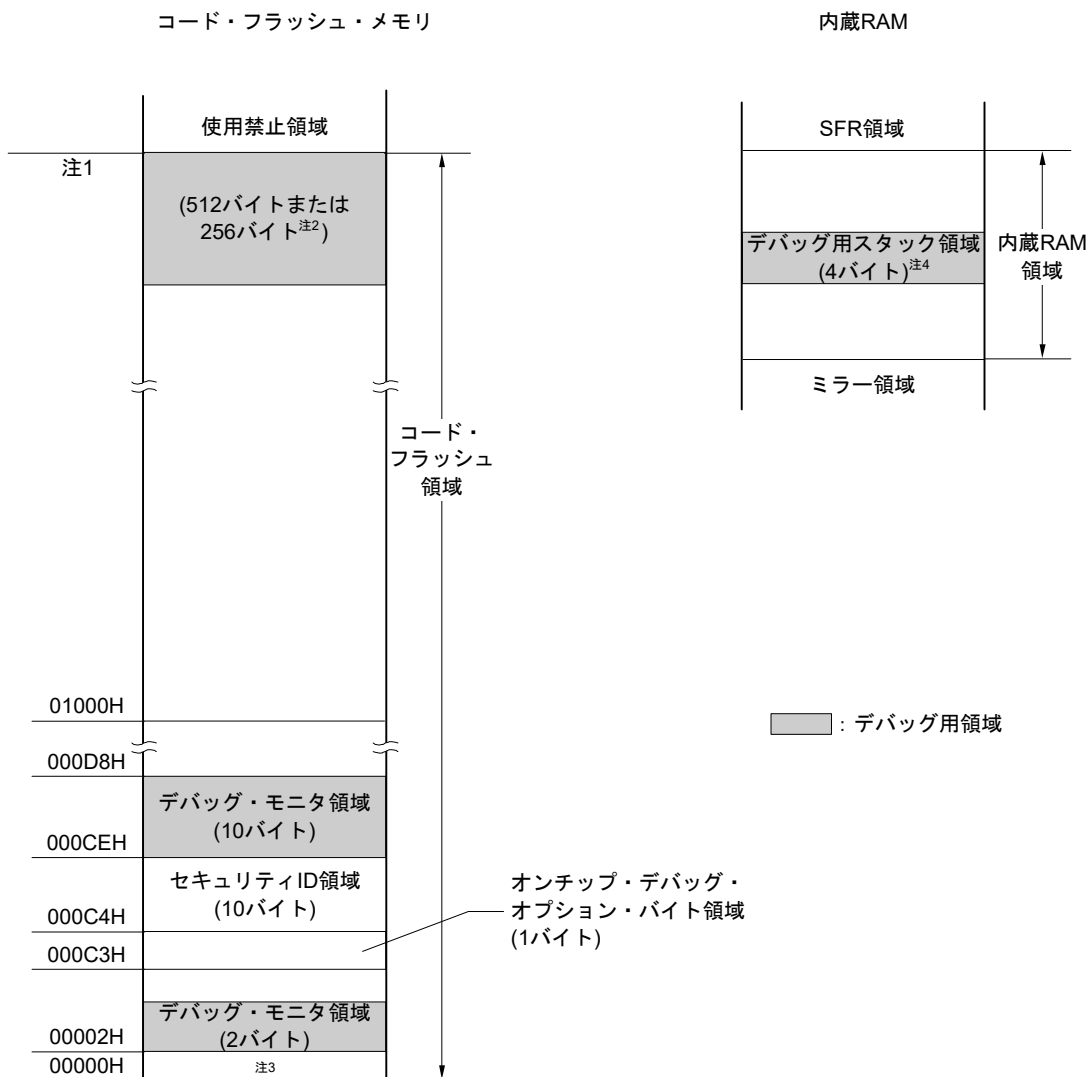 コード・フラッシュ・メモリ
内蔵RAM
使用禁止領域
注1
(512バイトまたは
256バイト注2)
SFR領域
デバッグ用スタック領域
(4バイト)注4
内蔵RAM
領域
ミラー領域
コード・
フラッシュ
領域
01000H
: デバッグ用領域
000D8H
デバッグ・モニタ領域
(10バイト)
000CEH
セキュリティID領域
(10バイト)
000C4H
オンチップ・デバッグ・
オプション・バイト領域
(1バイト)
000C3H
デバッグ・モニタ領域
(2バイト)
00002H
00000H
注3